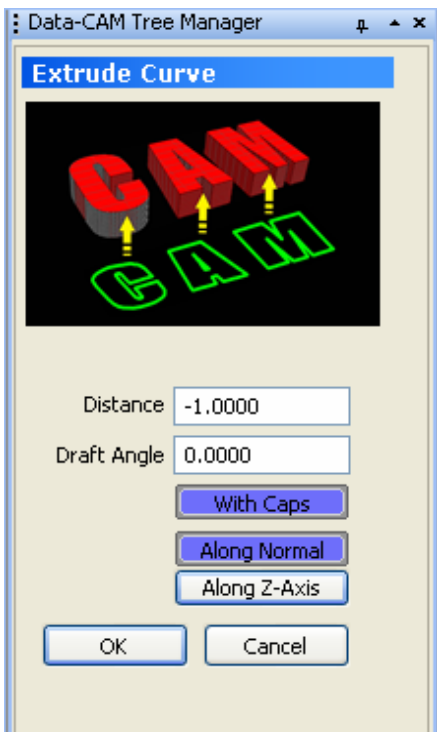 Data-CAM Tree Manager
Extrude Curve
CAM
CAM
Distance -1.0000
Draft Angle 0.0000
With Caps
Along Normal
Along Z-Axis
OK Cancel